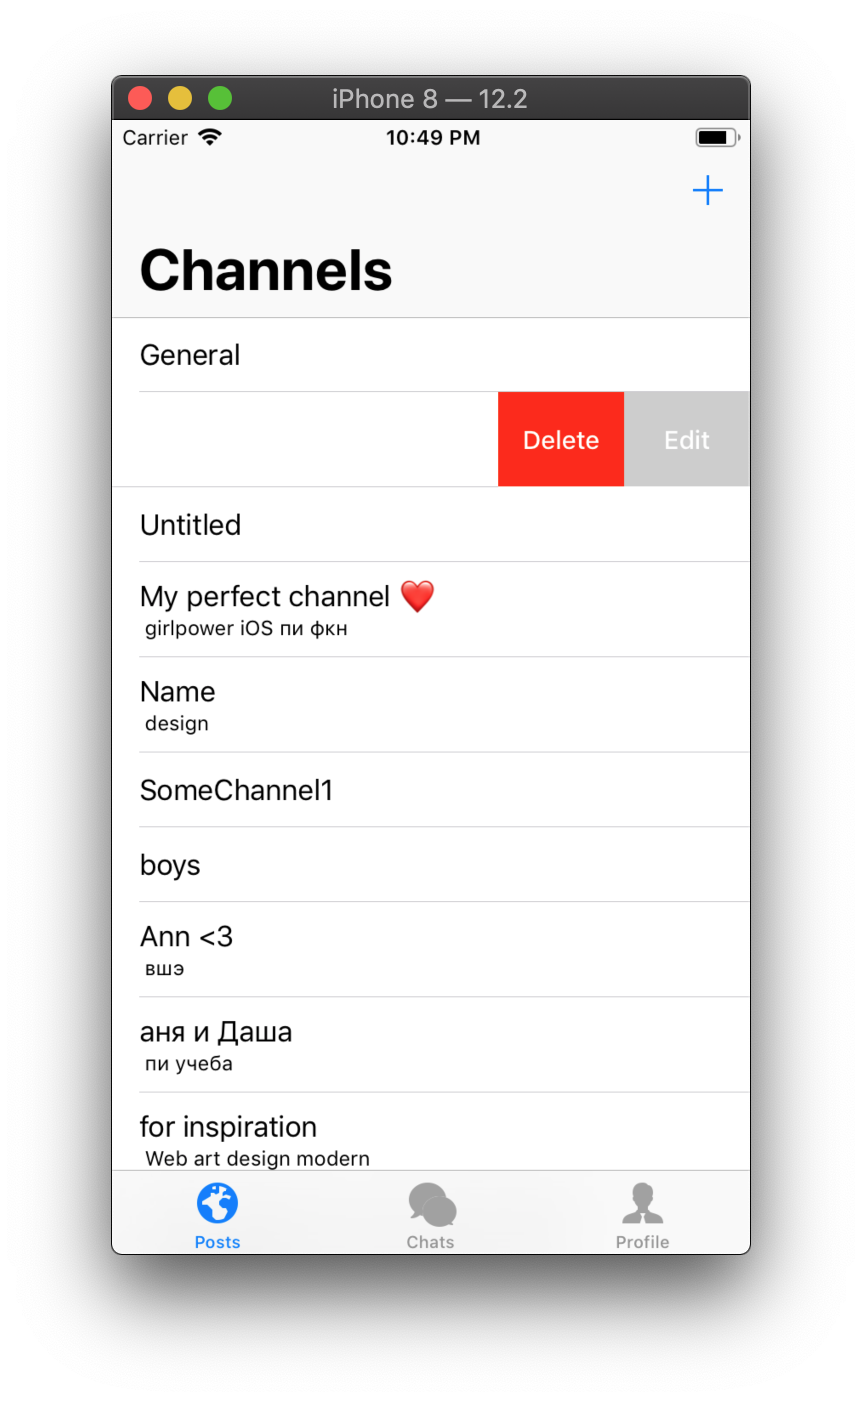 iPhone 8 — 12.2
Carrier 10:49 PM
Channels
General
Delete Edit
Untitled
My perfect channel ❤️
girlpower iOS пи фкн
Name
design
SomeChannel1
boys
Ann <3
вшэ
аня и Даша
пи учеба
for inspiration
Web art design modern
Posts Chats Profile